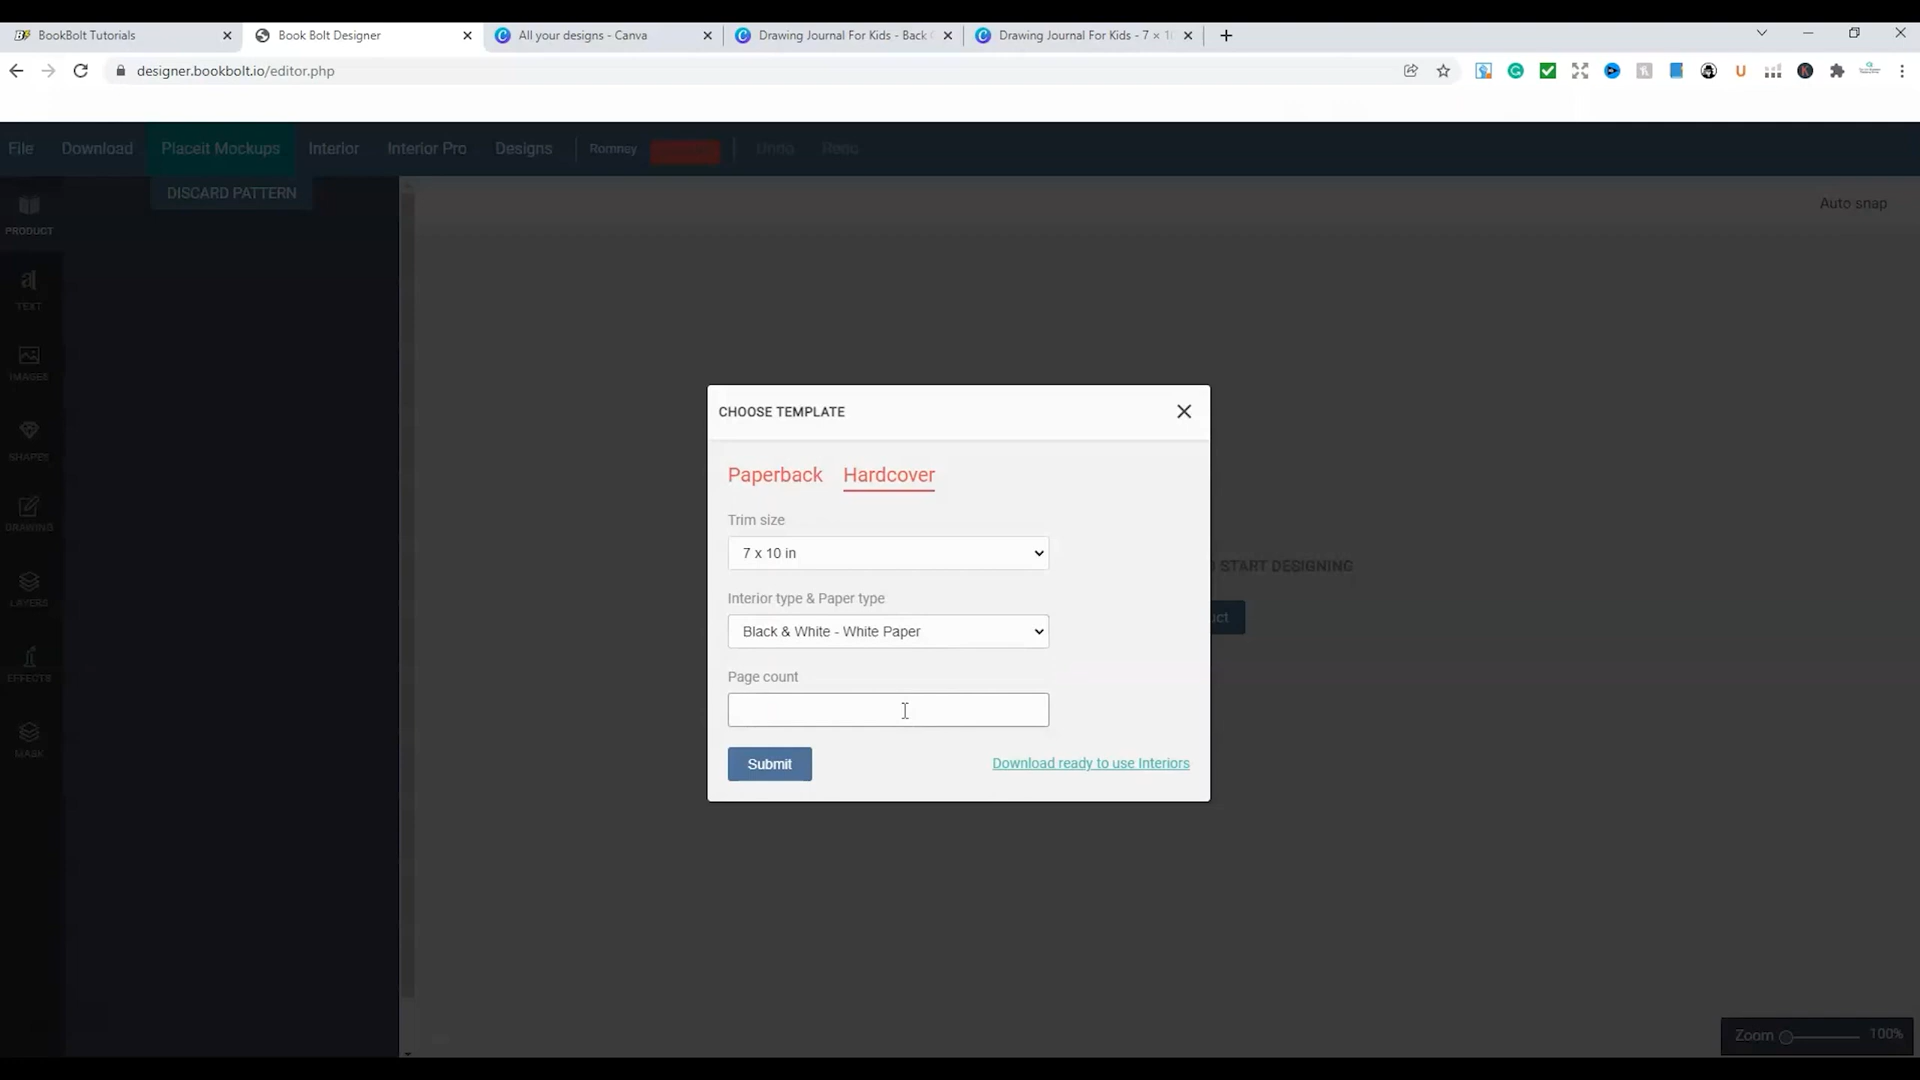 BookBolt Tutorials
Book Bolt Designer
All your designs - Canva
Drawing Journal For Kids - Back
Drawing Journal For Kids - 7 × 1
designer.bookbolt.io/editor.php
File
Download
Placeit Mockups
Interior
Interior Pro
Designs
Romney
Undo
Redo
DISCARD PATTERN
Auto snap
PRODUCT
TEXT
IMAGES
SHAPES
DRAWING
LAYERS
EFFECTS
MASK
CHOOSE TEMPLATE
Paperback
Hardcover
Trim size
7 x 10 in
Interior type & Paper type
Black & White - White Paper
Page count
Submit
Download ready to use Interiors
START DESIGNING
Zoom
100%